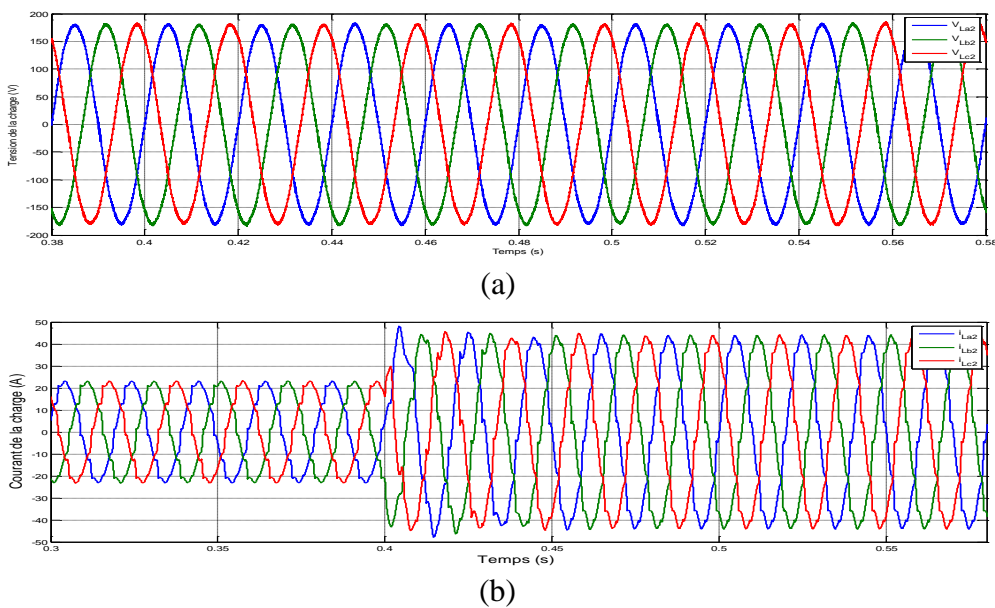 200
150
100
50
0
-50
-100
-150
-200
Tension de la charge (V)
V La2
V Lb2
V Lc2
0.38 0.4 0.42 0.44 0.46 0.48 0.5 0.52 0.54 0.56 0.58
Temps (s)
(a)
50
40
30
20
10
0
-10
-20
-30
-40
-50
Courant de la charge (A)
i La2
i Lb2
i Lc2
0.3 0.35 0.4 0.45 0.5 0.55
Temps (s)
(b)